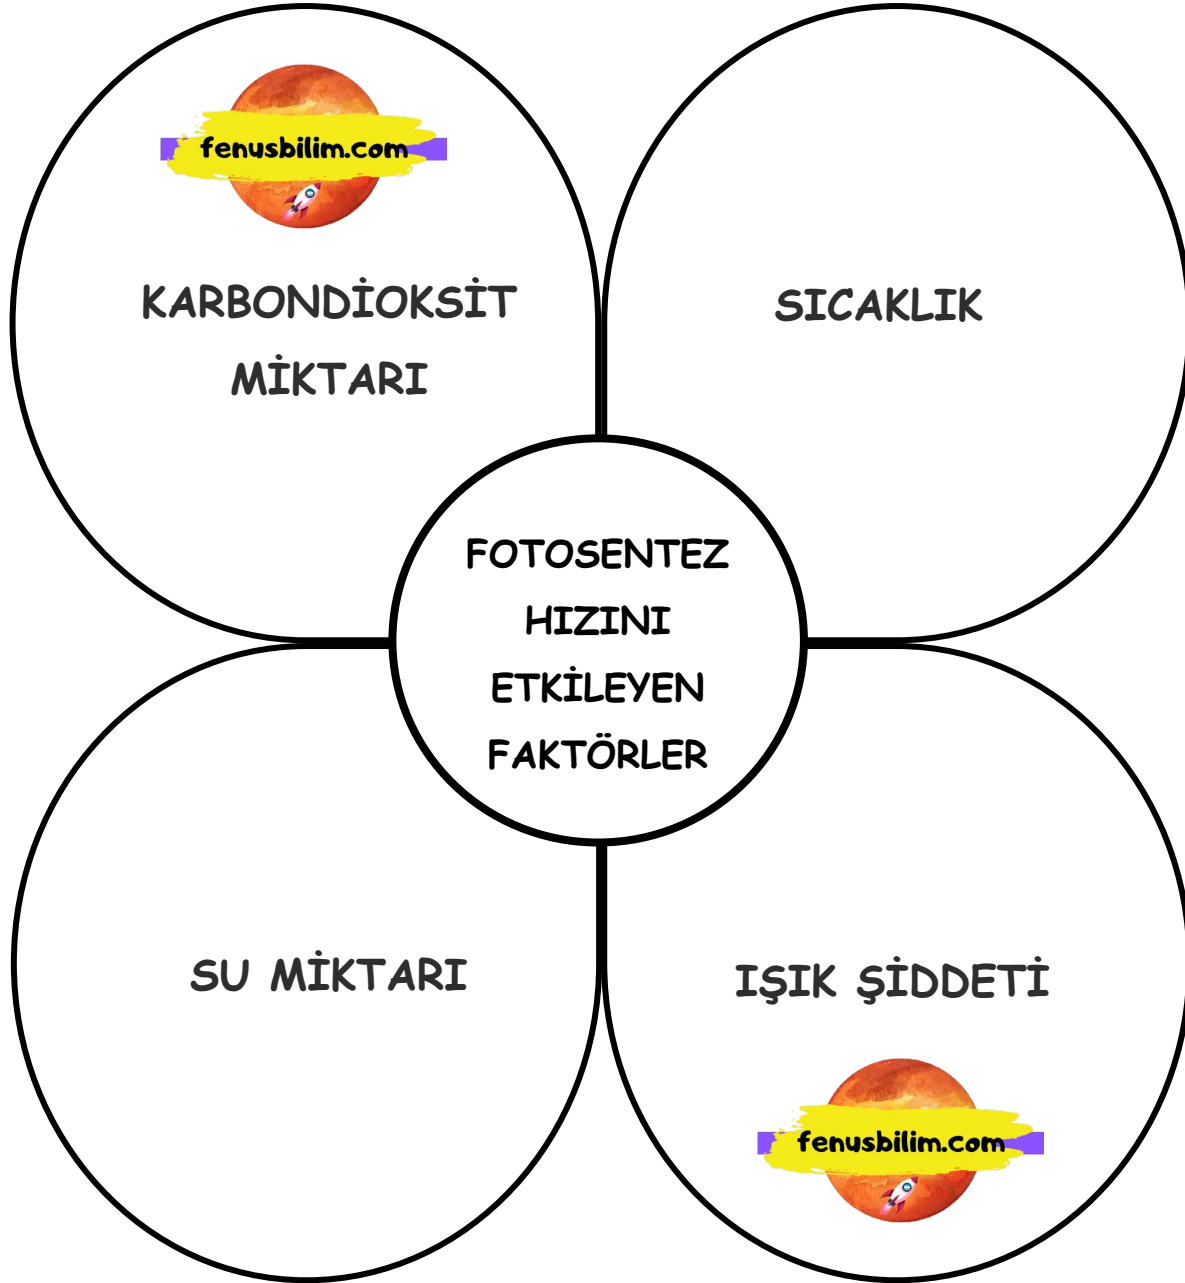 fenusbilim.com
KARBONDİOKSİT
MİKTARI
SICAKLIK
FOTOSENTEZ
HIZINI
ETKİLEYEN
FAKTÖRLER
SU MİKTARI
IŞIK ŞİDDETİ
fenusbilim.com